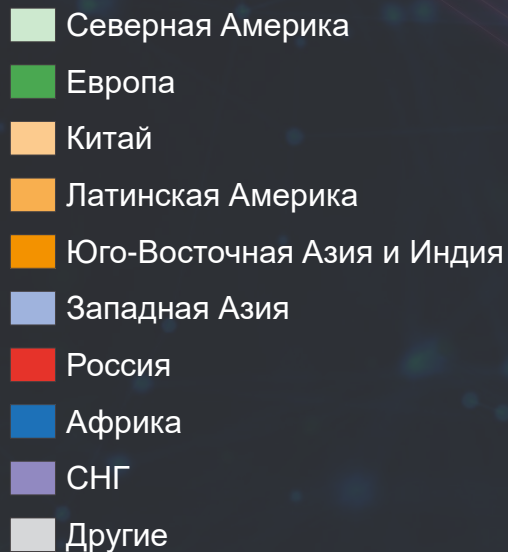 Северная Америка
Европа
Китай
Латинская Америка
Юго-Восточная Азия и Индия
Западная Азия
Россия
Африка
СНГ
Другие